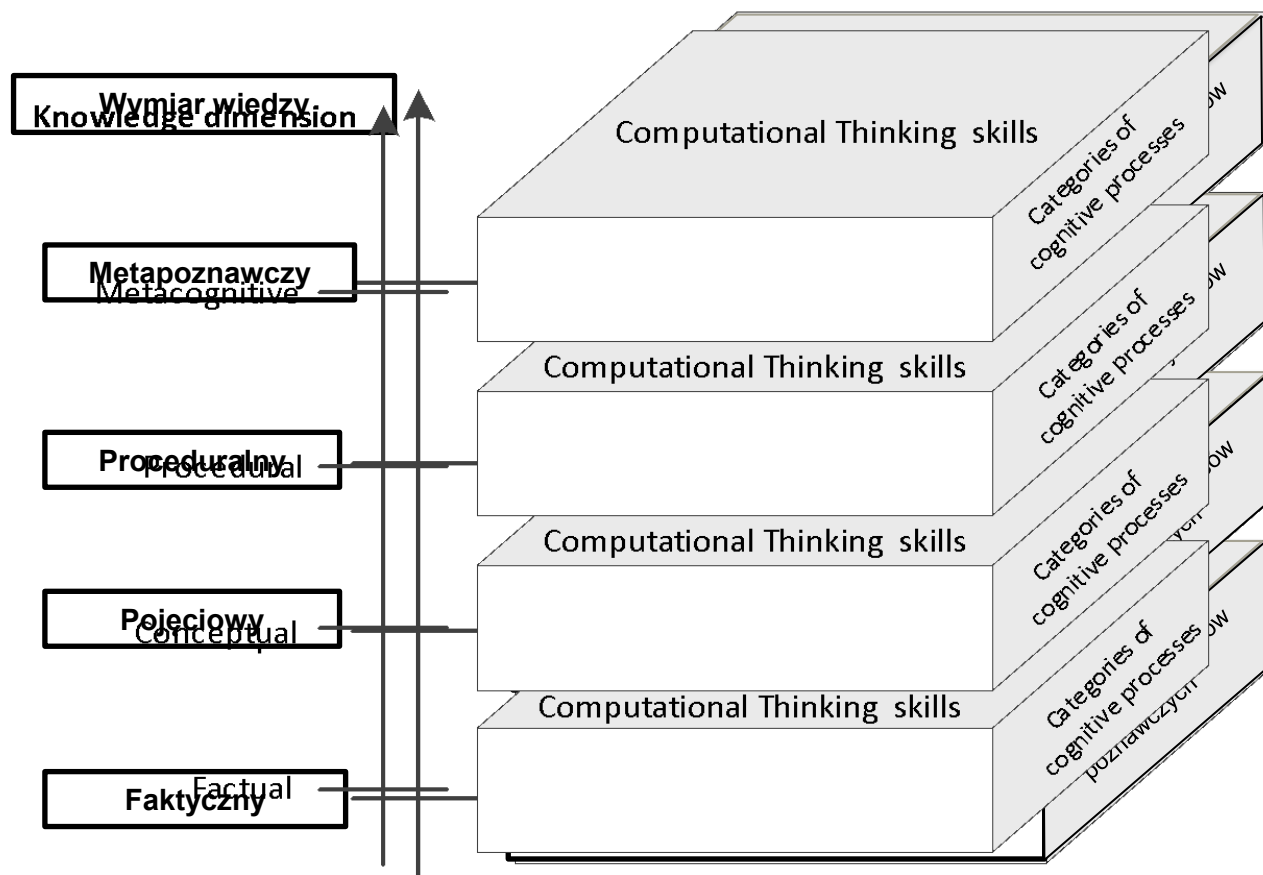 Wymiar wiedzy
Knowledge dimension
Computational Thinking skills
Categories of
cognitive processes
Metapoznawczy
Metacognitive
Computational Thinking skills
Categories of
cognitive processes
Proceduralny
Procedural
Computational Thinking skills
Categories of
cognitive processes
Pojęciowy
Conceptual
Computational Thinking skills
Categories of
cognitive processes
poznawczych
Faktyczny
Factual